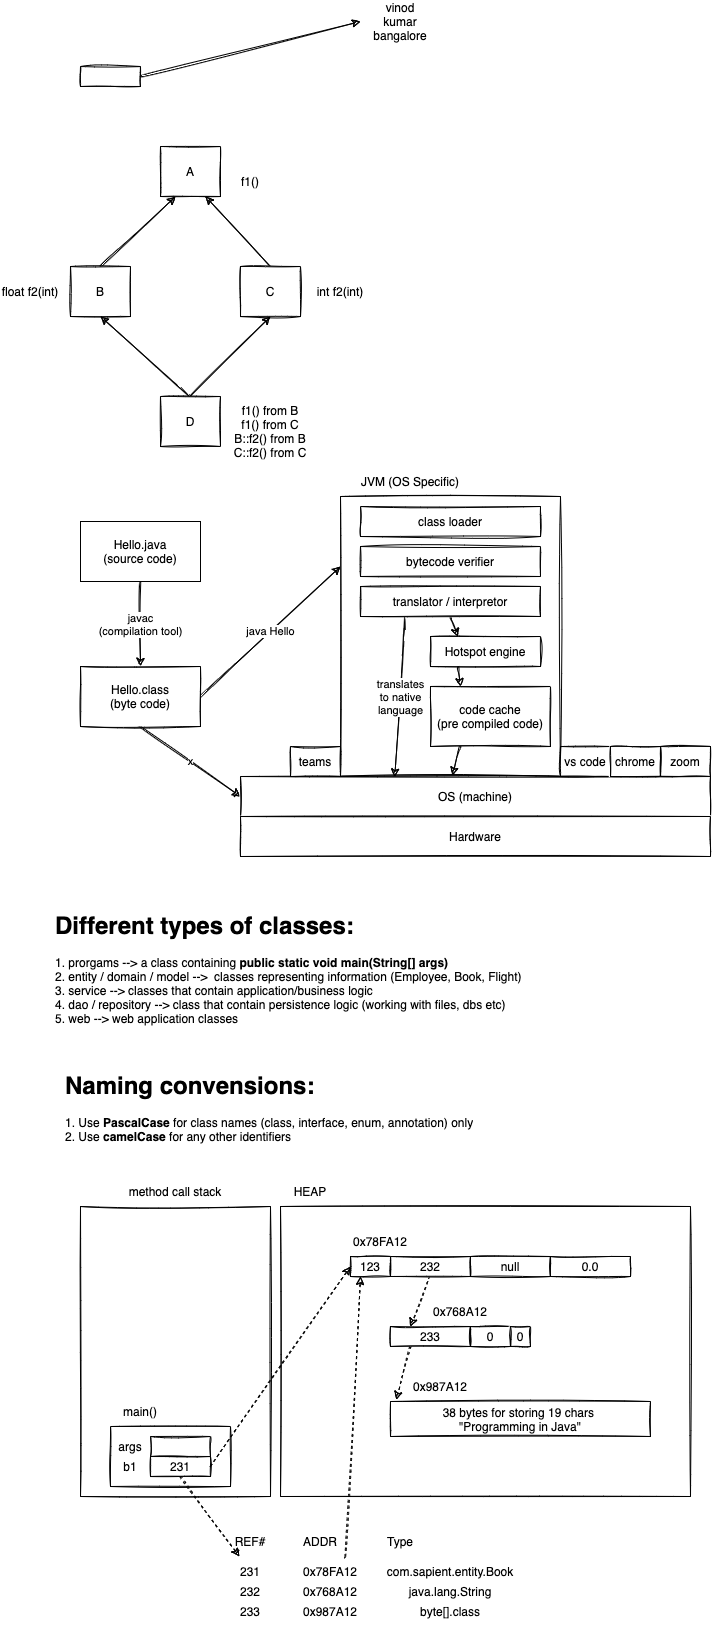 vinod
kumar
bangalore
A
f1()
float f2(int)
B
C
int f2(int)
D
f1() from B
f1() from C
B::f2() from B
C::f2() from C
JVM (OS Specific)
Hello.java
(source code)
javac
(compilation tool)
Hello.class
(byte code)
java Hello
x
class loader
bytecode verifier
translator / interpretor
Hotspot engine
translates
to native
language
code cache
(pre compiled code)
teams
vs code
chrome
zoom
OS (machine)
Hardware
Different types of classes:
1. prorgams --> a class containing public static void main(String[] args)
2. entity / domain / model --> classes representing information (Employee, Book, Flight)
3. service --> classes that contain application/business logic
4. dao / repository --> class that contain persistence logic (working with files, dbs etc)
5. web --> web application classes
Naming convensions:
1. Use PascalCase for class names (class, interface, enum, annotation) only
2. Use camelCase for any other identifiers
method call stack
HEAP
0x78FA12
123 232 null 0.0
0x768A12
233 0 0
0x987A12
38 bytes for storing 19 chars
"Programming in Java"
main()
args
b1 231
REF# ADDR Type
231 0x78FA12 com.sapient.entity.Book
232 0x768A12 java.lang.String
233 0x987A12 byte[].class